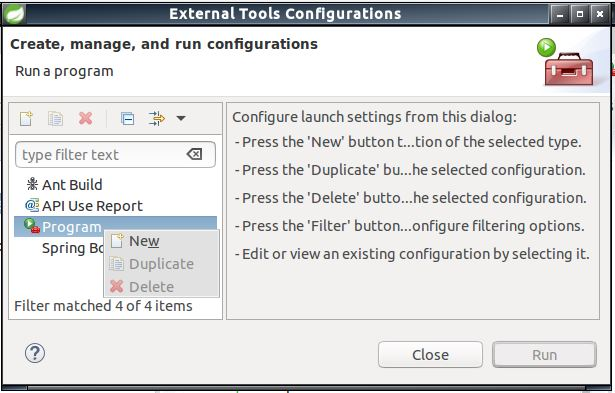 External Tools Configurations
Create, manage, and run configurations
Run a program
type filter text
Ant Build
API Use Report
Program
Spring Bo
New
Duplicate
Delete
Filter matched 4 of 4 items
Configure launch settings from this dialog:
- Press the 'New' button t...tion of the selected type.
- Press the 'Duplicate' bu...he selected configuration.
- Press the 'Delete' butto...he selected configuration.
- Press the 'Filter' button...onfigure filtering options.
- Edit or view an existing configuration by selecting it.
?
Close
Run